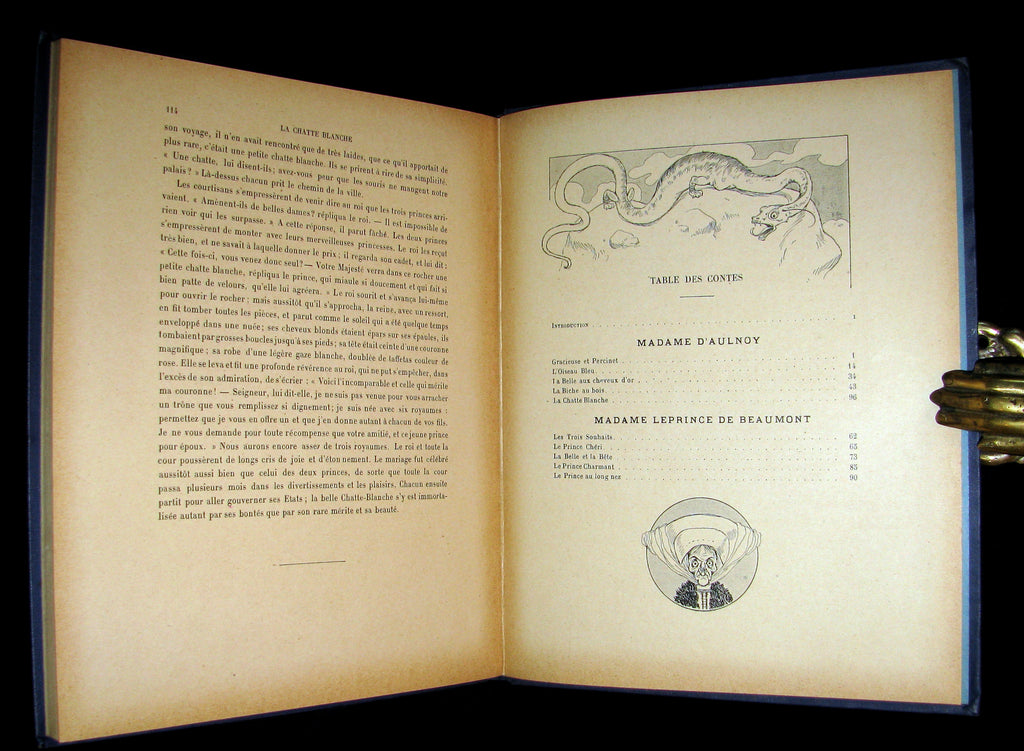 114
LA CHATTE BLANCHE
son voyage, il n'en avait rencontré que de très laides, que ce qu'il apportait de
plus rare, c'était une petite chatte blanche. Ils se prirent à rire de sa simplicité.
« Une chatte, lui disent-ils; avez-vous peur que les souris ne mangent notre
palais? » Là-dessus chacun prit le chemin de la ville.
Les courtisans s'empressèrent de venir dire au roi que les trois princes arri-
vaient. « Amènent-ils de belles dames? répliqua le roi. — Il est impossible de
rien voir qui les surpasse. » A cette réponse, il parut fâché. Les deux princes
s'empressèrent de monter avec leurs merveilleuses princesses. Le roi les reçut
très bien, et ne savait à laquelle donner le prix; il regarda son cadet, et lui dit :
« Cette fois-ci, vous venez donc seul? — Votre Majesté verra dans ce rocher une
petite chatte blanche, répliqua le prince, qui miaule si doucement et qui fait si
bien patte de velours, qu'elle lui agréera. » Le roi sourit et s'avança lui-même
pour ouvrir le rocher; mais aussitôt qu'il s'approcha, la reine, avec un ressort,
en fit tomber toutes les pièces, et parut comme le soleil qui a été quelque temps
enveloppé dans une nuée; ses cheveux blonds étaient épars sur ses épaules, ils
tombaient par grosses boucles jusqu'à ses pieds; sa tête était ceinte d'une couronne
magnifique; sa robe d'une légère gaze blanche, doublée de taffetas couleur de
rose. Elle se leva et fit une profonde révérence au roi, qui ne put s'empêcher, dans
l'excès de son admiration, de s'écrier : « Voici l'incomparable et celle qui mérite
ma couronne! — Seigneur, lui dit-elle, je ne suis pas venue pour vous arracher
un trône que vous remplissez si dignement; je suis née avec six royaumes :
permettez que je vous en offre un et que j'en donne autant à chacun de vos fils.
Je ne vous demande pour toute récompense que votre amitié, et ce jeune prince
pour époux. » Nous aurons encore assez de trois royaumes. Le roi et toute la
cour poussèrent de longs cris de joie et d'étonnement. Le mariage fut célébré
aussitôt aussi bien que celui des deux princes, de sorte que toute la cour
passa plusieurs mois dans les divertissements et les plaisirs. Chacun ensuite
partit pour aller gouverner ses Etats; la belle Chatte-Blanche s'y est immorta-
lisée autant par ses bontés que par son rare mérite et sa beauté.
TABLE DES CONTES
INTRODUCTION 1
MADAME D'AULNOY
Gracieuse et Percinet 1
L'Oiseau Bleu 14
La Belle aux cheveux d'or 34
La Biche au bois 43
La Chatte Blanche 96
MADAME LEPRINCE DE BEAUMONT
Les Trois Souhaits 62
Le Prince Chéri 65
La Belle et la Bête 73
Le Prince Charmant 85
Le Prince au long nez 90